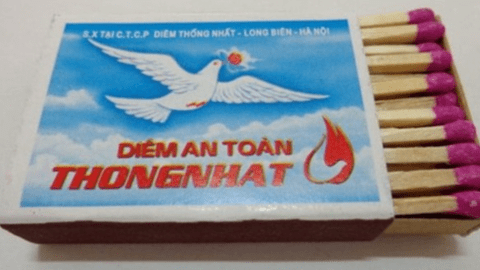 S.X TẠI C.T.C.P DIÊM THỐNG NHẤT - LONG BIÊN - HÀ NỘI
DIÊM AN TOÀN
THONGNHAT